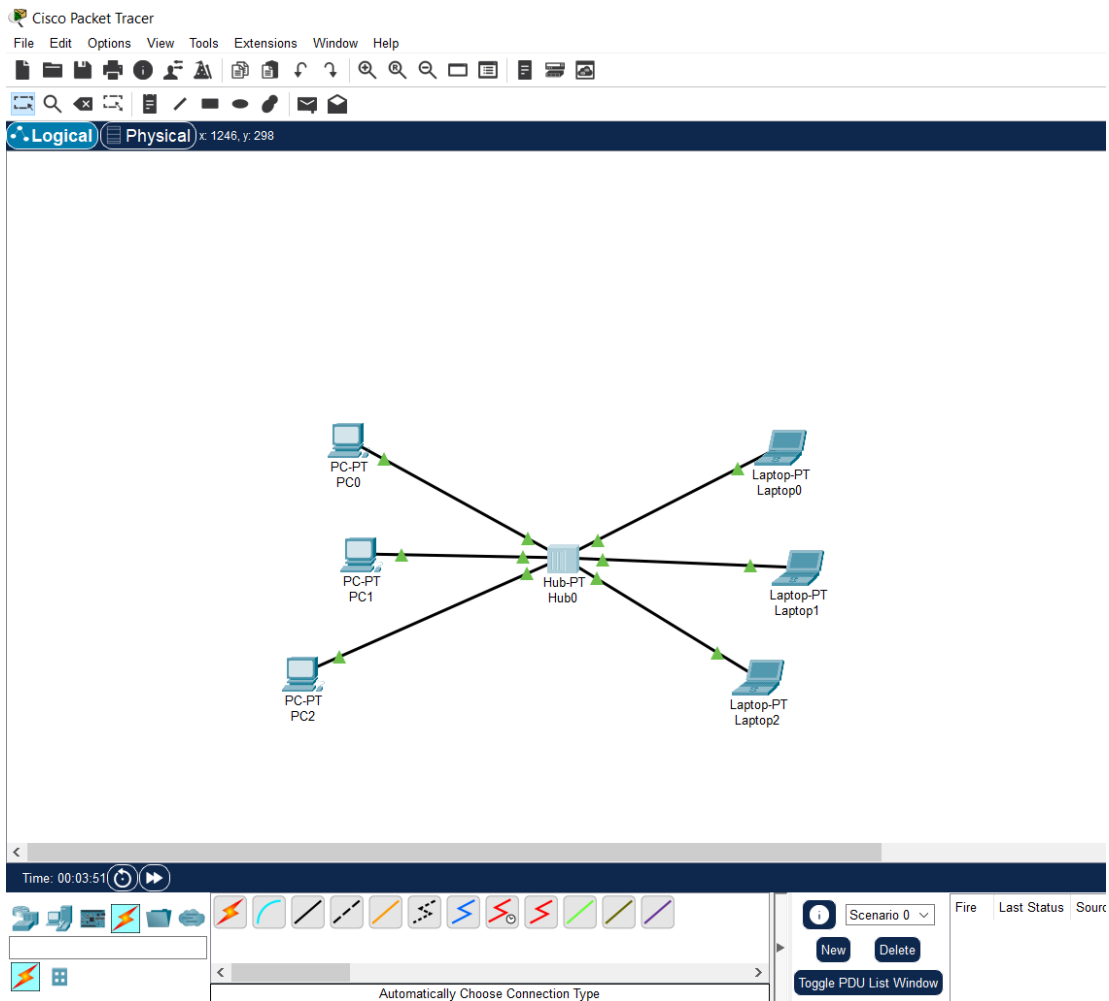 Cisco Packet Tracer
File Edit Options View Tools Extensions Window Help
Logical Physical x: 1246, y: 298
PC-PT
PC0
Laptop-PT
Laptop0
PC-PT
PC1
Hub-PT
Hub0
Laptop-PT
Laptop1
PC-PT
PC2
Laptop-PT
Laptop2
Time: 00:03:51
Scenario 0
Fire Last Status Sourc
New Delete
Toggle PDU List Window
Automatically Choose Connection Type